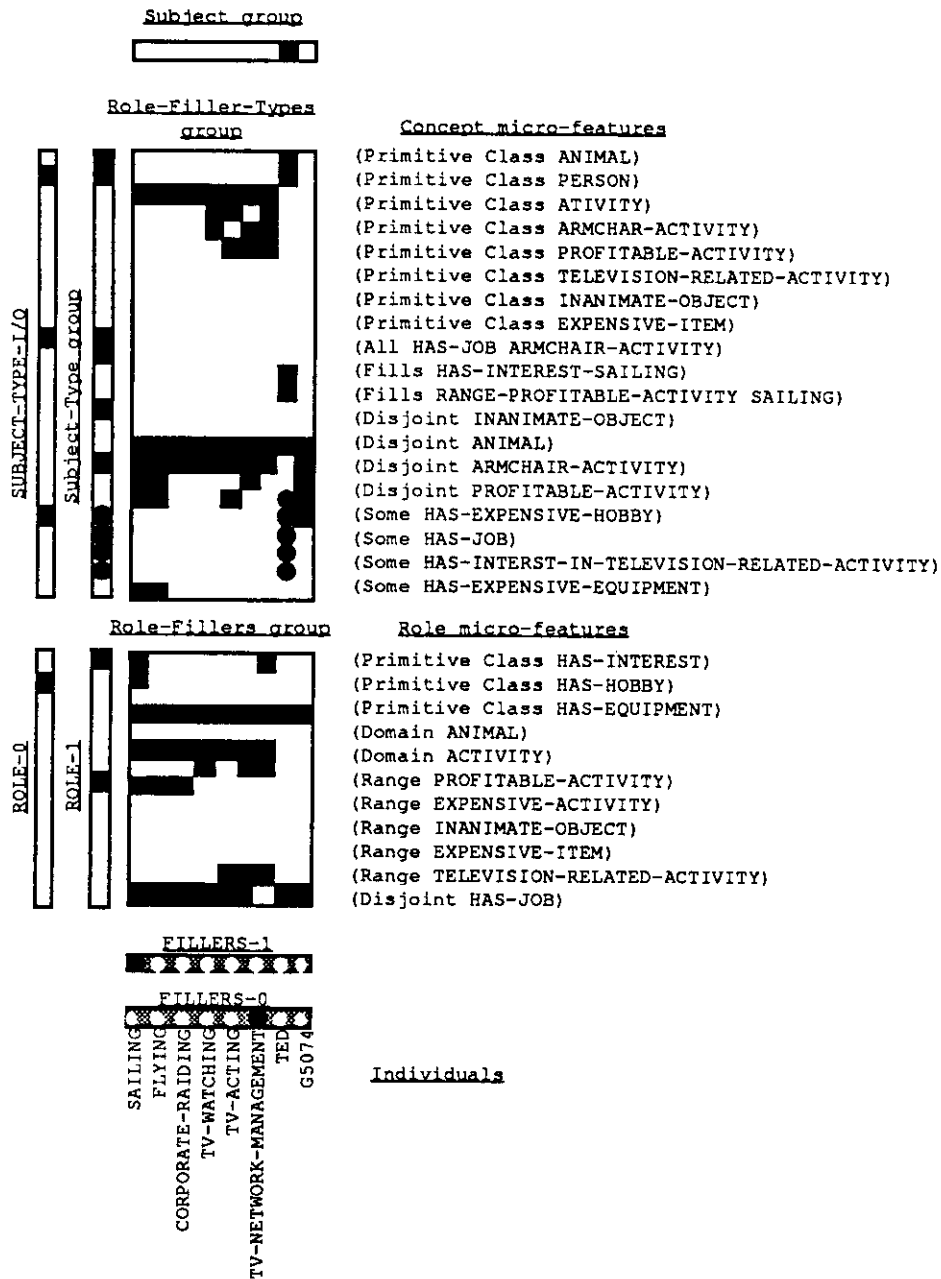 Subject group
Role-Filler-Types
group
Concept micro-features
(Primitive Class ANIMAL)
(Primitive Class PERSON)
(Primitive Class ATIVITY)
(Primitive Class ARMCHAR-ACTIVITY)
(Primitive Class PROFITABLE-ACTIVITY)
(Primitive Class TELEVISION-RELATED-ACTIVITY)
(Primitive Class INANIMATE-OBJECT)
(Primitive Class EXPENSIVE-ITEM)
(All HAS-JOB ARMCHAIR-ACTIVITY)
(Fills HAS-INTEREST-SAILING)
(Fills RANGE-PROFITABLE-ACTIVITY SAILING)
(Disjoint INANIMATE-OBJECT)
(Disjoint ANIMAL)
(Disjoint ARMCHAIR-ACTIVITY)
(Disjoint PROFITABLE-ACTIVITY)
(Some HAS-EXPENSIVE-HOBBY)
(Some HAS-JOB)
(Some HAS-INTERST-IN-TELEVISION-RELATED-ACTIVITY)
(Some HAS-EXPENSIVE-EQUIPMENT)
SUBJECT-TYPE-I/O
Subject-Type group
Role-Fillers group
Role micro-features
(Primitive Class HAS-INTEREST)
(Primitive Class HAS-HOBBY)
(Primitive Class HAS-EQUIPMENT)
(Domain ANIMAL)
(Domain ACTIVITY)
(Range PROFITABLE-ACTIVITY)
(Range EXPENSIVE-ACTIVITY)
(Range INANIMATE-OBJECT)
(Range EXPENSIVE-ITEM)
(Range TELEVISION-RELATED-ACTIVITY)
(Disjoint HAS-JOB)
ROLE-0
ROLE-1
FILLERS-1
FILLERS-0
SAILING
FLYING
CORPORATE-RAIDING
TV-WATCHING
TV-ACTING
TV-NETWORK-MANAGEMENT
TED
G5074
Individuals